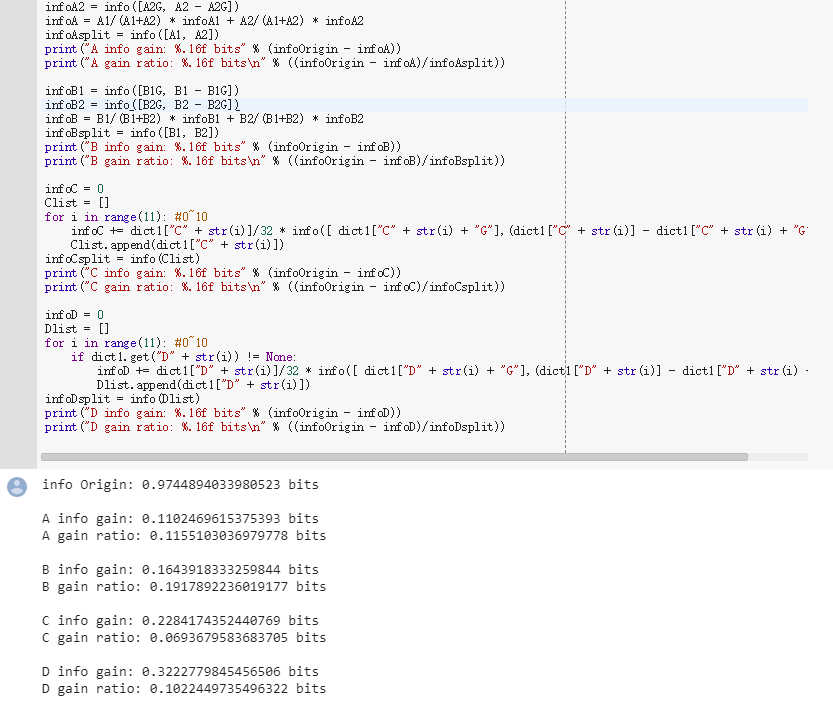 infoA2 = info([A2G, A2 - A2G])
infoA = A1/(A1+A2) * infoA1 + A2/(A1+A2) * infoA2
infoAsplit = info([A1, A2])
print("A info gain: %.16f bits" % (infoOrigin - infoA))
print("A gain ratio: %.16f bits\n" % ((infoOrigin - infoA)/infoAsplit))
infoB1 = info([B1G, B1 - B1G])
infoB2 = info([B2G, B2 - B2G])
infoB = B1/(B1+B2) * infoB1 + B2/(B1+B2) * infoB2
infoBsplit = info([B1, B2])
print("B info gain: %.16f bits" % (infoOrigin - infoB))
print("B gain ratio: %.16f bits\n" % ((infoOrigin - infoB)/infoBsplit))
infoC = 0
Clist = []
for i in range(11): #0~10
infoC += dict1["C" + str(i)]/32 * info([ dict1["C" + str(i) + "G"],(dict1["C" + str(i)] - dict1["C" + str(i) + "G
Clist.append(dict1["C" + str(i)])
infoCsplit = info(Clist)
print("C info gain: %.16f bits" % (infoOrigin - infoC))
print("C gain ratio: %.16f bits\n" % ((infoOrigin - infoC)/infoCsplit))
infoD = 0
Dlist = []
for i in range(11): #0~10
if dict1.get("D" + str(i)) != None:
infoD += dict1["D" + str(i)]/32 * info([ dict1["D" + str(i) + "G"],(dict1["D" + str(i)] - dict1["D" + str(i)
Dlist.append(dict1["D" + str(i)])
infoDsplit = info(Dlist)
print("D info gain: %.16f bits" % (infoOrigin - infoD))
print("D gain ratio: %.16f bits\n" % ((infoOrigin - infoD)/infoDsplit))
info Origin: 0.9744894033980523 bits
A info gain: 0.1102469615375393 bits
A gain ratio: 0.1155103036979778 bits
B info gain: 0.1643918333259844 bits
B gain ratio: 0.1917892236019177 bits
C info gain: 0.2284174352440769 bits
C gain ratio: 0.0693679583683705 bits
D info gain: 0.3222779845456506 bits
D gain ratio: 0.1022449735496322 bits